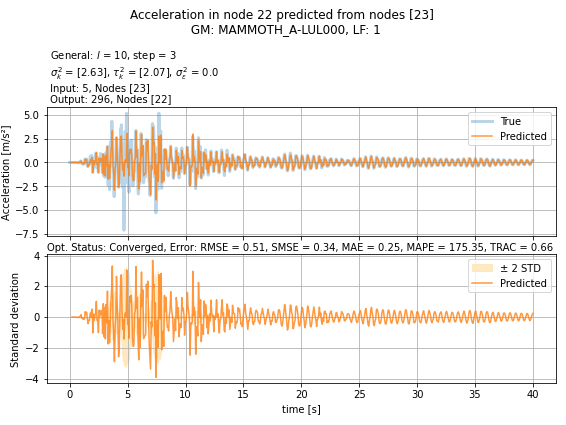 Acceleration in node 22 predicted from nodes [23]
GM: MAMMOTH_A-LUL000, LF: 1
General: l = 10, step = 3
σ²ₖ = [2.63], τ²ₖ = [2.07], σ²ₑ = 0.0
Input: 5, Nodes [23]
Output: 296, Nodes [22]
Acceleration [m/s²]
5.0
2.5
0.0
−2.5
−5.0
−7.5
True
Predicted
Opt. Status: Converged, Error: RMSE = 0.51, SMSE = 0.34, MAE = 0.25, MAPE = 175.35, TRAC = 0.66
Standard deviation
4
2
0
−2
−4
± 2 STD
Predicted
0 5 10 15 20 25 30 35 40
time [s]